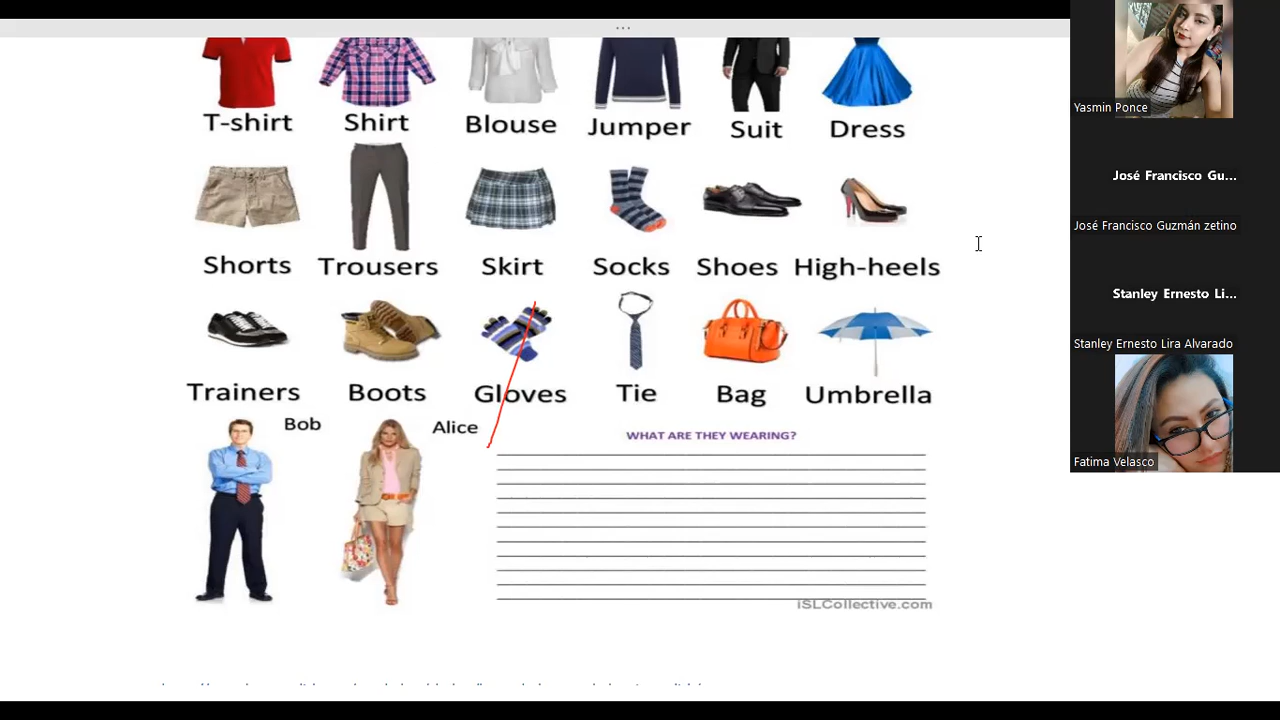 T-shirt Shirt Blouse Jumper Suit Dress
Shorts Trousers Skirt Socks Shoes High-heels
Trainers Boots Gloves Tie Bag Umbrella
Bob Alice
WHAT ARE THEY WEARING?
iSLCollective.com
Yasmin Ponce
José Francisco Gu...
José Francisco Guzmán zetino
Stanley Ernesto Li...
Stanley Ernesto Lira Alvarado
Fatima Velasco